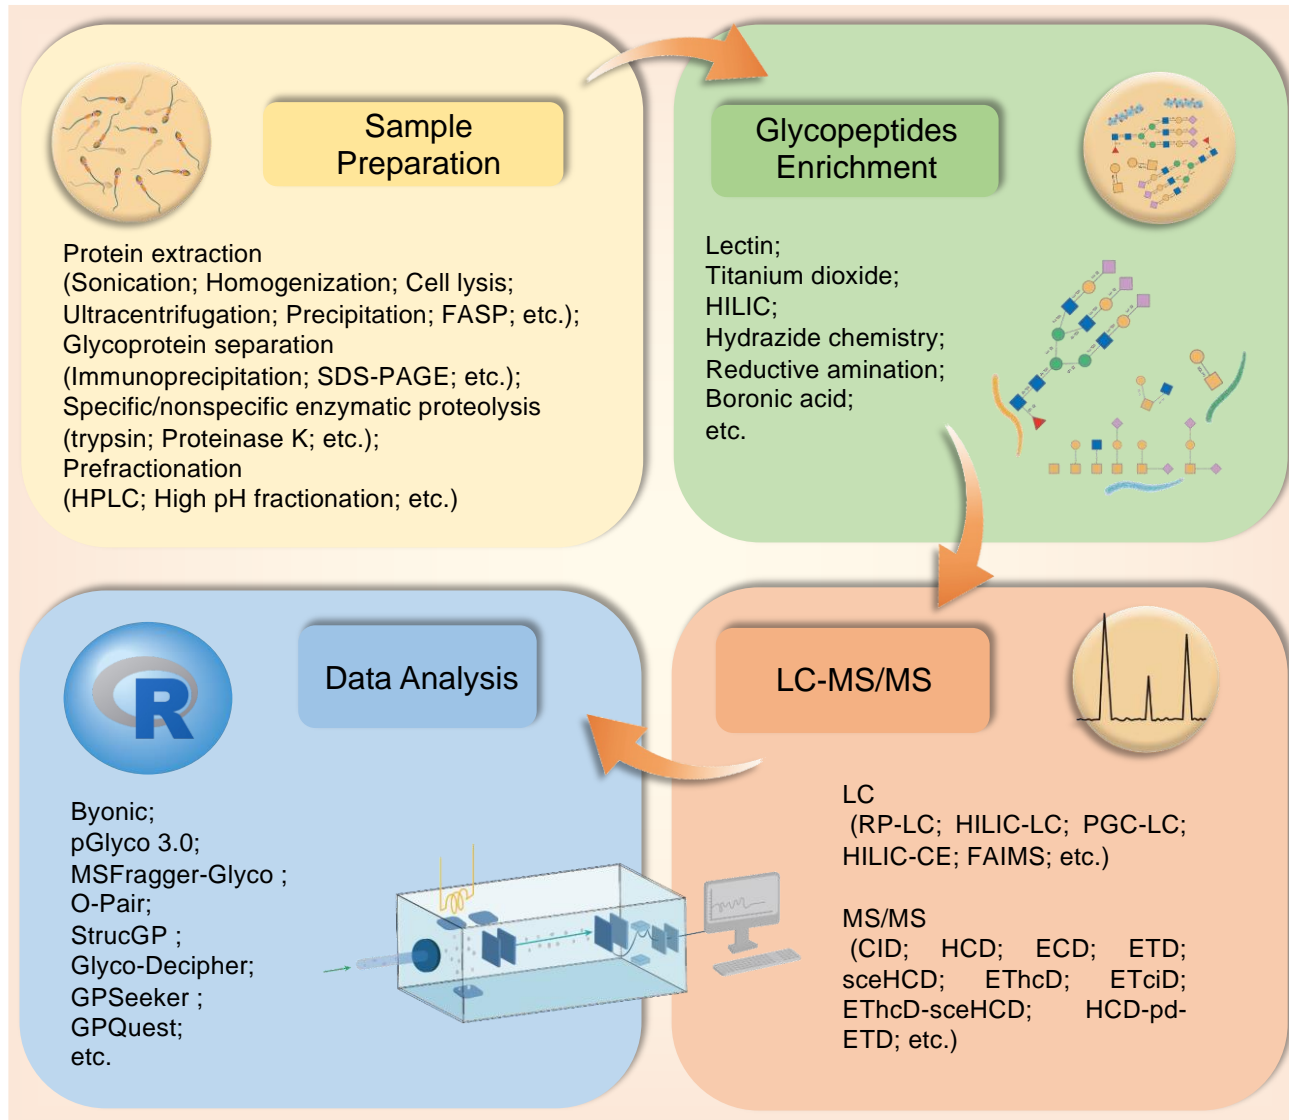 Sample
Preparation
Protein extraction
(Sonication; Homogenization; Cell lysis;
Ultracentrifugation; Precipitation; FASP; etc.);
Glycoprotein separation
(Immunoprecipitation; SDS-PAGE; etc.);
Specific/nonspecific enzymatic proteolysis
(trypsin; Proteinase K; etc.);
Prefractionation
(HPLC; High pH fractionation; etc.)
Glycopeptides
Enrichment
Lectin;
Titanium dioxide;
HILIC;
Hydrazide chemistry;
Reductive amination;
Boronic acid;
etc.
LC-MS/MS
LC
(RP-LC; HILIC-LC; PGC-LC;
HILIC-CE; FAIMS; etc.)
MS/MS
(CID; HCD; ECD; ETD;
sceHCD; EThcD; ETciD;
EThcD-sceHCD; HCD-pd-
ETD; etc.)
Data Analysis
R
Byonic;
pGlyco 3.0;
MSFragger-Glyco ;
O-Pair;
StrucGP ;
Glyco-Decipher;
GPSeeker ;
GPQuest;
etc.